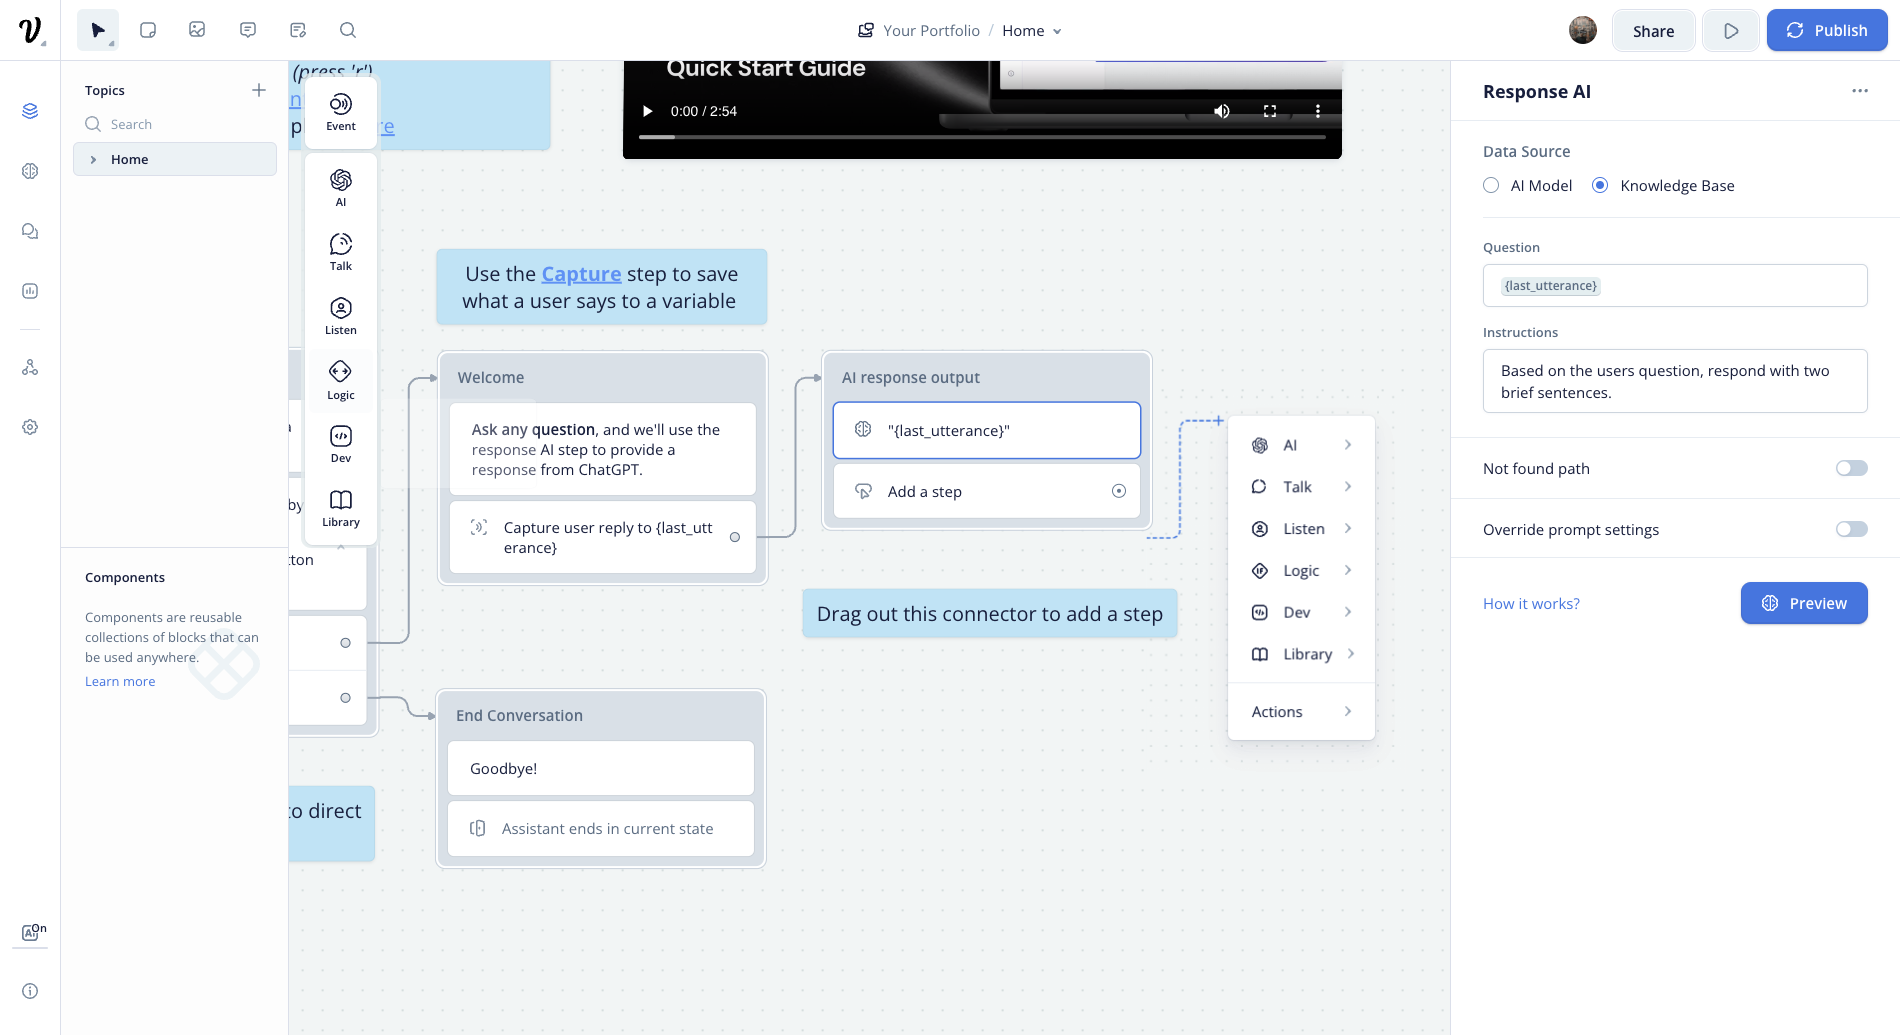 Your Portfolio / Home
Share
Publish
Topics
Search
Home
Components
Components are reusable
collections of blocks that can
be used anywhere.
Learn more
On
Event
AI
Talk
Listen
Logic
Dev
Library
(press 'r')
Quick Start Guide
0:00 / 2:54
Use the Capture step to save
what a user says to a variable
Welcome
Ask any question, and we'll use the
response AI step to provide a
response from ChatGPT.
Capture user reply to {last_utt
erance}
AI response output
"{last_utterance}"
Add a step
Drag out this connector to add a step
End Conversation
Goodbye!
Assistant ends in current state
to direct
AI
Talk
Listen
Logic
Dev
Library
Actions
Response AI
Data Source
AI Model
Knowledge Base
Question
{last_utterance}
Instructions
Based on the users question, respond with two
brief sentences.
Not found path
Override prompt settings
How it works?
Preview